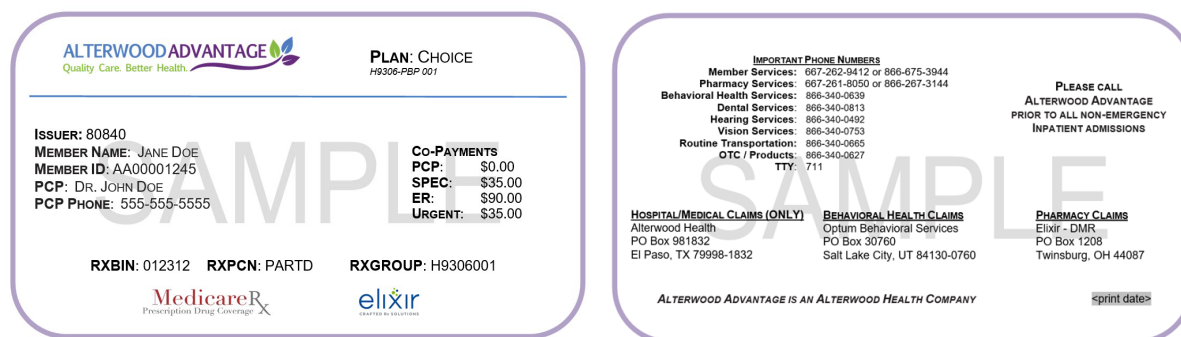 ALTERWOOD ADVANTAGE
Quality Care. Better Health.
PLAN: CHOICE
H9306-PBP 001
ISSUER: 80840
MEMBER NAME: JANE DOE
MEMBER ID: AA00001245
PCP: DR. JOHN DOE
PCP PHONE: 555-555-5555
CO-PAYMENTS
PCP: $0.00
SPEC: $35.00
ER: $90.00
URGENT: $35.00
SAMPLE
RXBIN: 012312 RXPCN: PARTD RXGROUP: H9306001
MedicareRx
Prescription Drug Coverage
elixir
CRAFTED Rx SOLUTIONS
IMPORTANT PHONE NUMBERS
Member Services: 667-262-9412 or 866-675-3944
Pharmacy Services: 667-261-8050 or 866-267-3144
Behavioral Health Services: 866-340-0639
Dental Services: 866-340-0813
Hearing Services: 866-340-0492
Vision Services: 866-340-0753
Routine Transportation: 866-340-0665
OTC / Products: 866-340-0627
TTY: 711
PLEASE CALL
ALTERWOOD ADVANTAGE
PRIOR TO ALL NON-EMERGENCY
INPATIENT ADMISSIONS
SAMPLE
HOSPITAL/MEDICAL CLAIMS (ONLY)
Alterwood Health
PO Box 981832
El Paso, TX 79998-1832
BEHAVIORAL HEALTH CLAIMS
Optum Behavioral Services
PO Box 30760
Salt Lake City, UT 84130-0760
PHARMACY CLAIMS
Elixir - DMR
PO Box 1208
Twinsburg, OH 44087
ALTERWOOD ADVANTAGE IS AN ALTERWOOD HEALTH COMPANY
<print date>